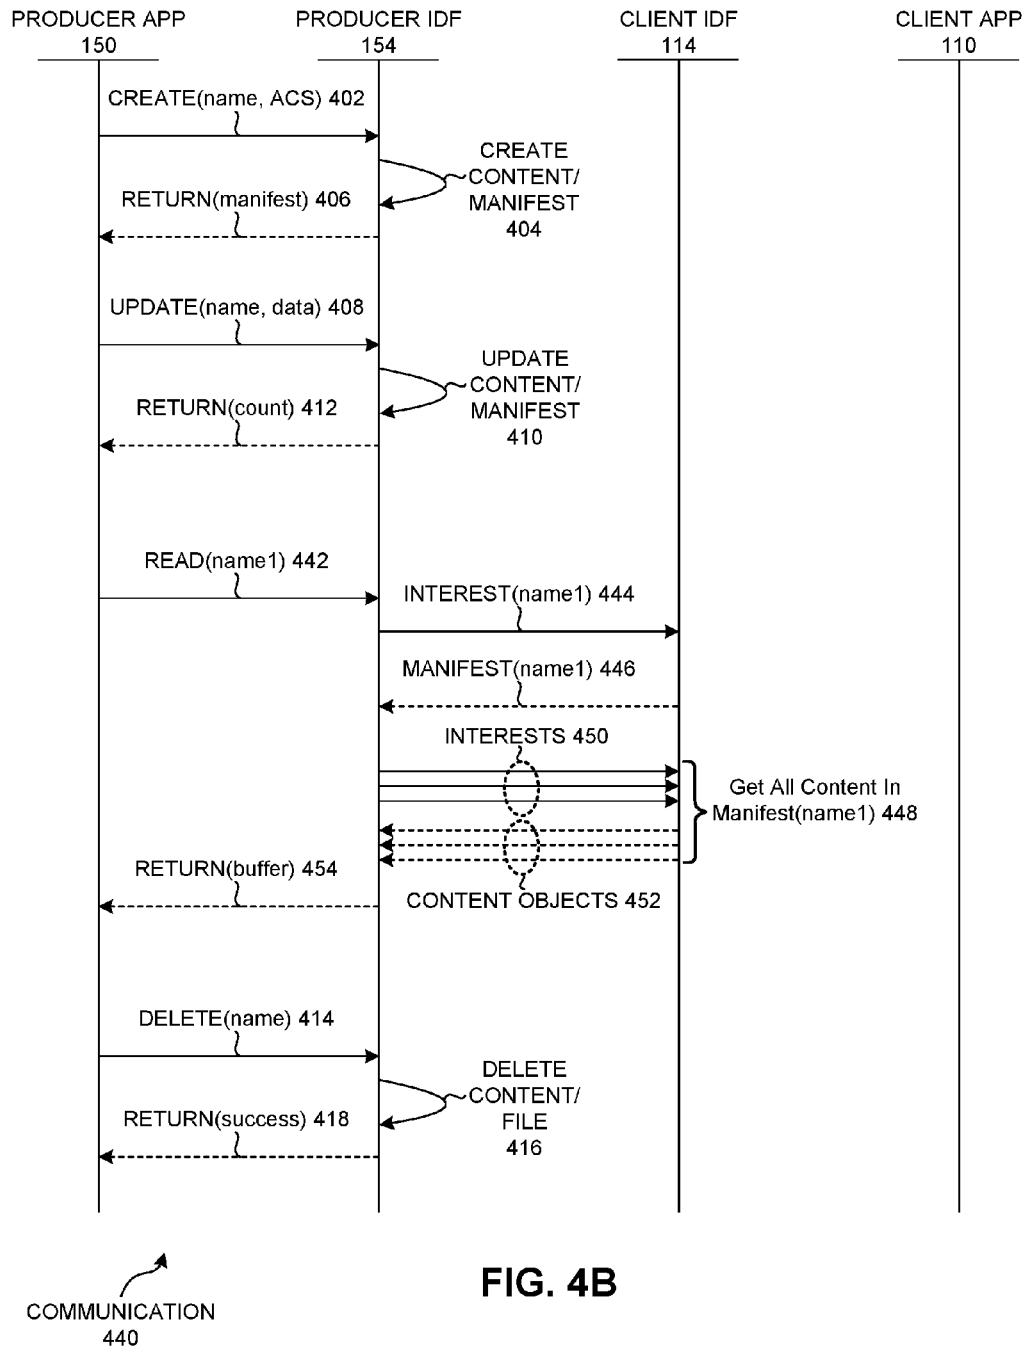 PRODUCER APP
150
PRODUCER IDF
154
CLIENT IDF
114
CLIENT APP
110
CREATE(name, ACS) 402
CREATE
CONTENT/
MANIFEST
404
RETURN(manifest) 406
UPDATE(name, data) 408
UPDATE
CONTENT/
MANIFEST
410
RETURN(count) 412
READ(name1) 442
INTEREST(name1) 444
MANIFEST(name1) 446
INTERESTS 450
Get All Content In
Manifest(name1) 448
RETURN(buffer) 454
CONTENT OBJECTS 452
DELETE(name) 414
DELETE
CONTENT/
FILE
416
RETURN(success) 418
COMMUNICATION
440
FIG. 4B